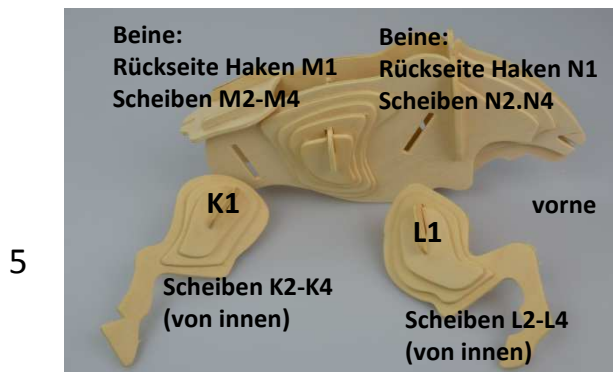 Beine:
Rückseite Haken M1
Scheiben M2-M4
Beine:
Rückseite Haken N1
Scheiben N2.N4
K1
L1
vorne
5
Scheiben K2-K4
(von innen)
Scheiben L2-L4
(von innen)